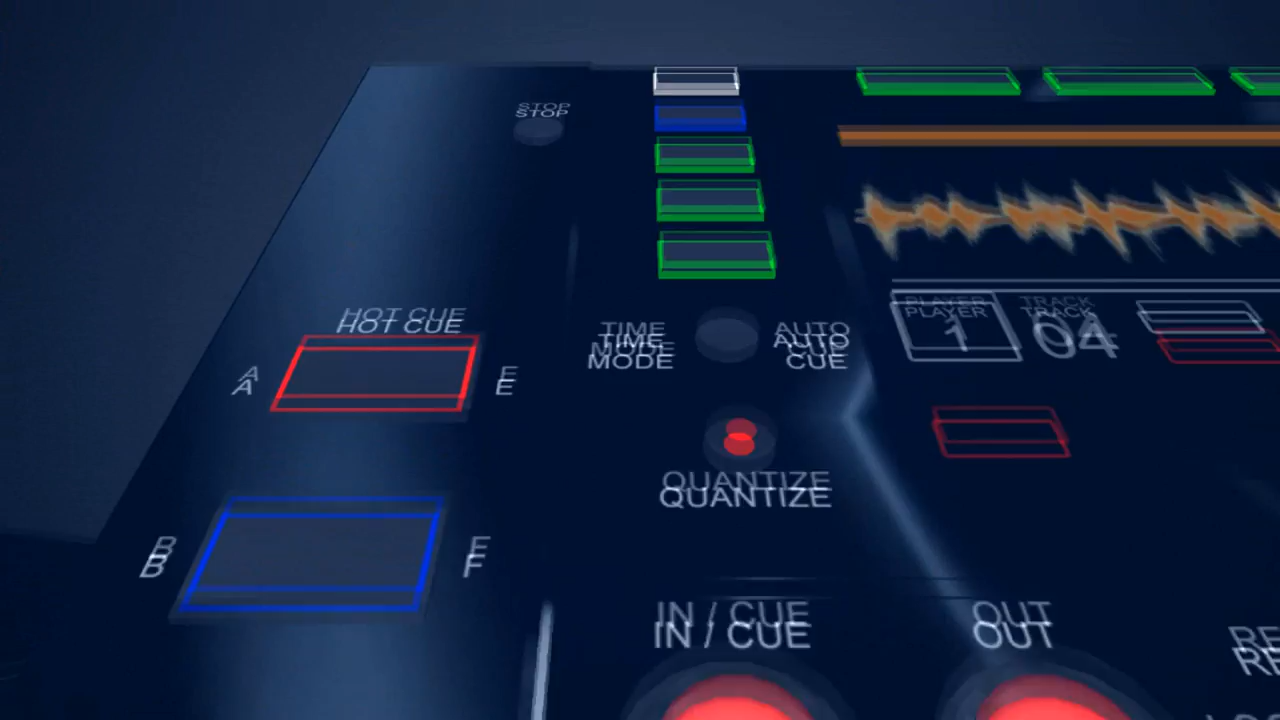 STOP
HOT CUE
A
E
TIME
MODE
AUTO
CUE
PLAYER
1
TRACK
04
QUANTIZE
B
F
IN / CUE
OUT